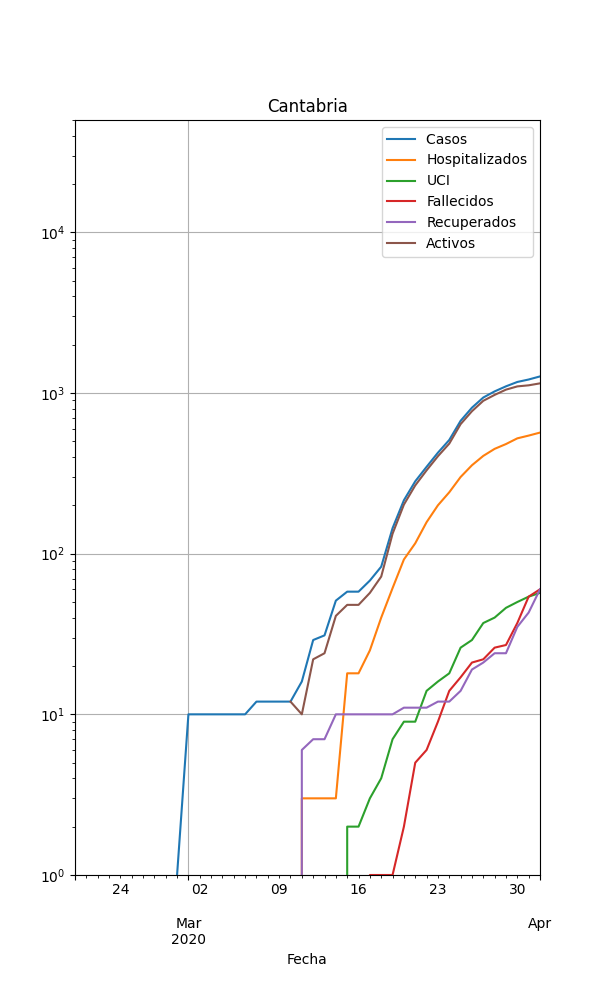 Cantabria
Casos
Hospitalizados
UCI
Fallecidos
Recuperados
Activos
10^4
10^3
10^2
10^1
10^0
24 02 09 16 23 30
Mar Apr
2020
Fecha